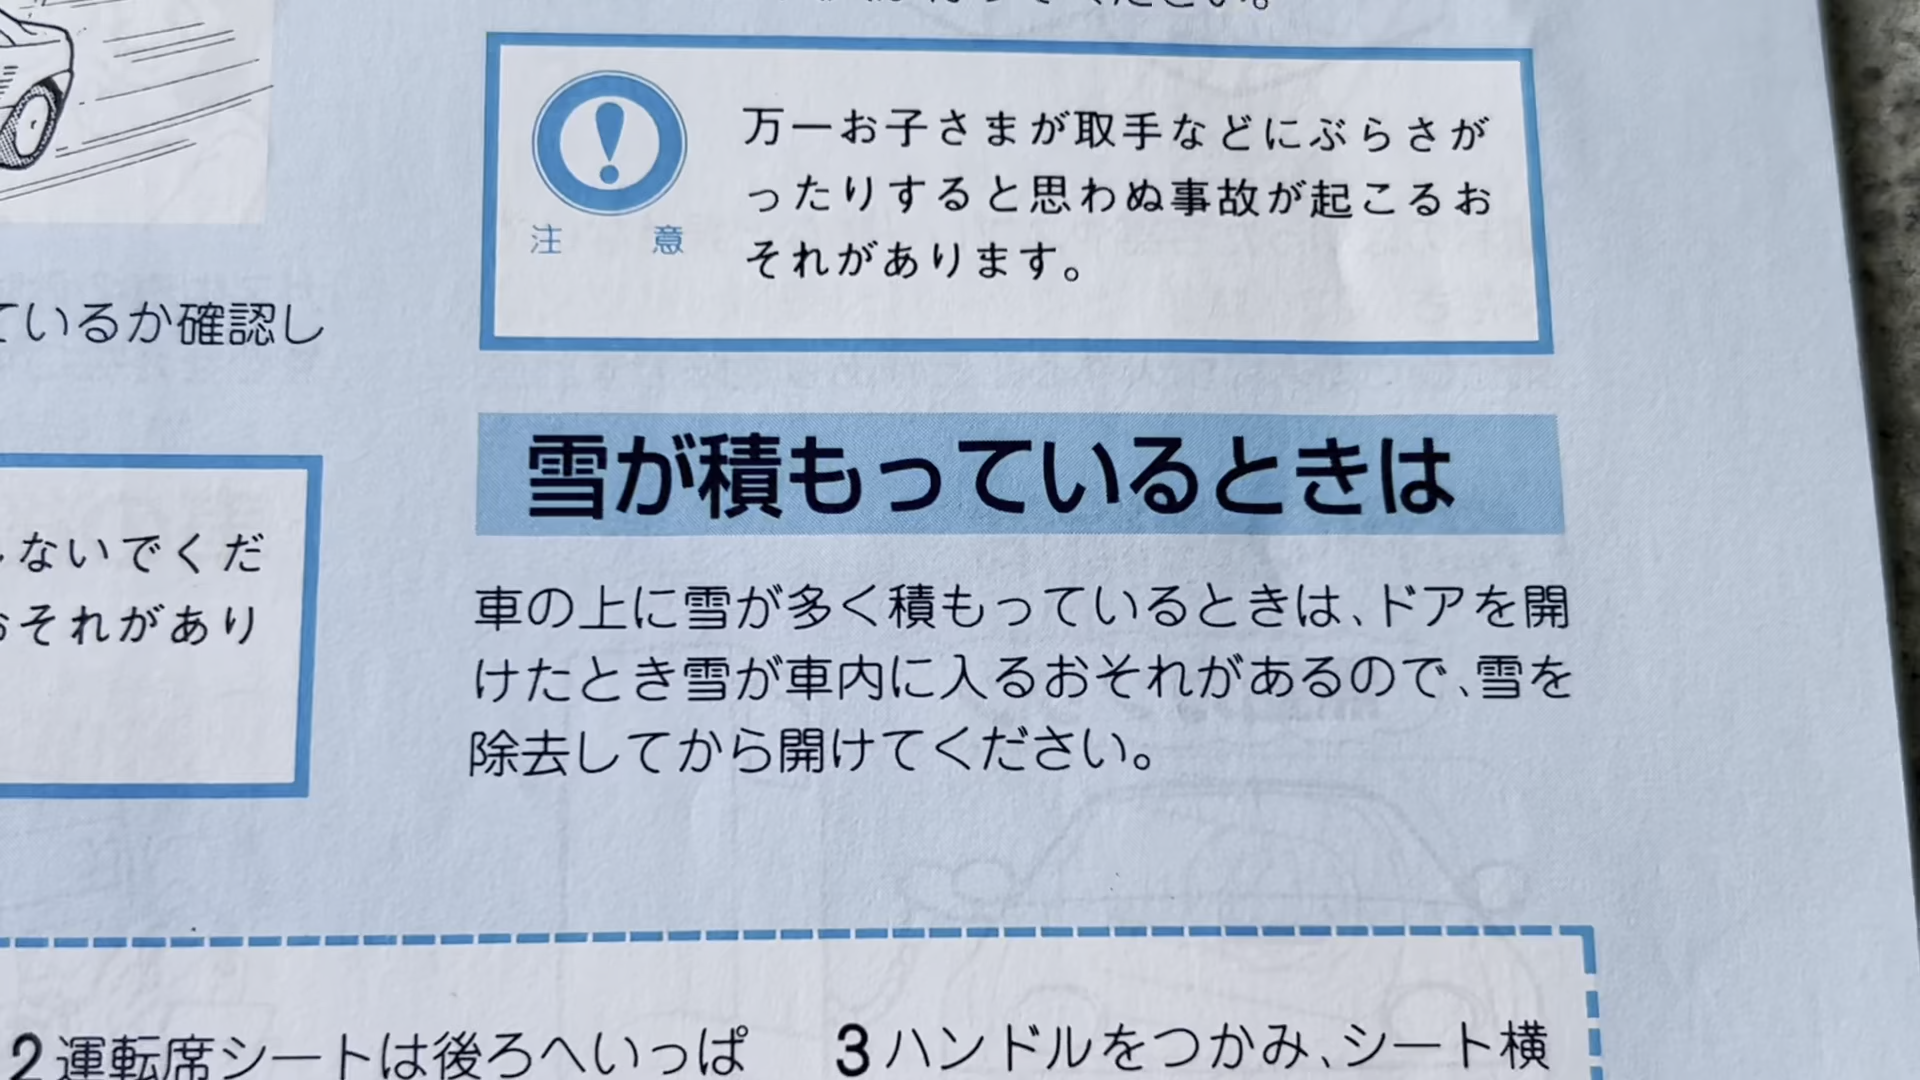 ください。
万一お子さまが取手などにぶらさが
ったりすると思わぬ事故が起こるお
それがあります。
注意
ているか確認し
雪が積もっているときは
ないでくだ
おそれがあり
車の上に雪が多く積もっているときは、ドアを開
けたとき雪が車内に入るおそれがあるので、雪を
除去してから開けてください。
2 運転席シートは後ろへいっぱ
3 ハンドルをつかみ、シート横